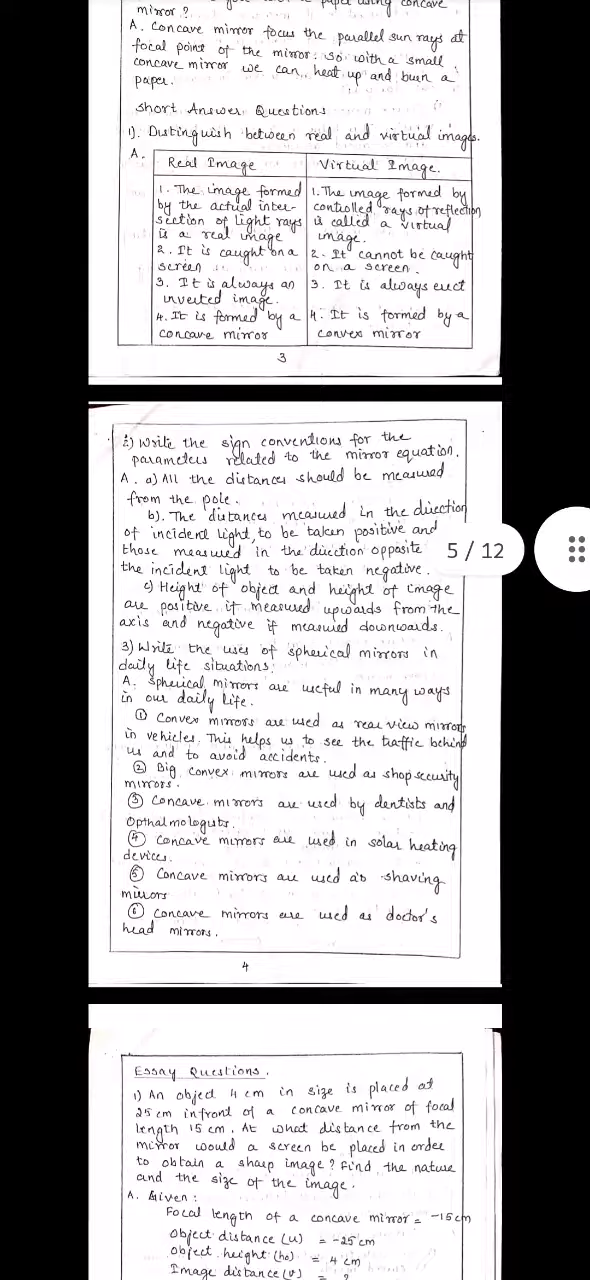 paper using concave
mirror ?
A. Concave mirror focus the parallel sun rays at
focal point of the mirror. So with a small
concave mirror we can heat up and burn a
paper.
Short Answer Questions
1). Distinguish between real and virtual images.
A.
Real Image
Virtual Image.
1. The image formed
by the actual inter-
section of light rays
is a real image
2. It is caught on a
screen
3. It is always an
inverted image.
4. It is formed by a
concave mirror
1. The image formed by
contiolled rays of reflection
is called a virtual
image.
2. It cannot be caught
on a screen.
3. It is always erect
4. It is formed by a
convex mirror
3
2) Write the sign conventions for the
parameters related to the mirror equation.
A. a) All the distances should be measured
from the pole.
b). The distances measured in the direction
of incident light, to be taken positive and
those measured in the direction opposite
the incident light to be taken negative.
5 / 12
c) Height of object and height of image
are positive if measured upwards from the
axis and negative if measured downwards.
3) Write the uses of spherical mirrors in
daily life situations.
A. Spherical mirrors are useful in many ways
in our daily life.
① Convex mirrors are used as rear view mirrors
in vehicles. This helps us to see the traffic behind
us and to avoid accidents.
② Big convex mirrors are used as shop security
mirrors.
③ Concave mirrors are used by dentists and
Opthalmologists.
④ Concave mirrors are used in solar heating
devices.
⑤ Concave mirrors are used as shaving
mirrors
⑥ Concave mirrors are used as doctor's
head mirrors.
4
Essay Questions.
1) An object 4 cm in size is placed at
25 cm infront of a concave mirror of focal
length 15 cm. At what distance from the
mirror would a screen be placed in order
to obtain a sharp image? Find the nature
and the size of the image.
A. Given :
Focal length of a concave mirror = -15 cm
Object distance (u) = -25 cm
Object height (ho) = 4 cm
Image distance (v) = ?